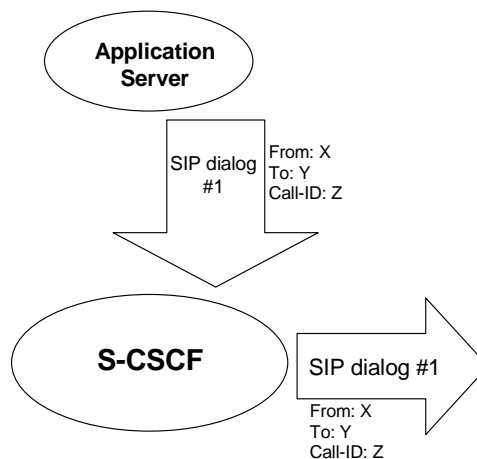 Application
Server
SIP dialog
#1
From: X
To: Y
Call-ID: Z
S-CSCF
SIP dialog #1
From: X
To: Y
Call-ID: Z